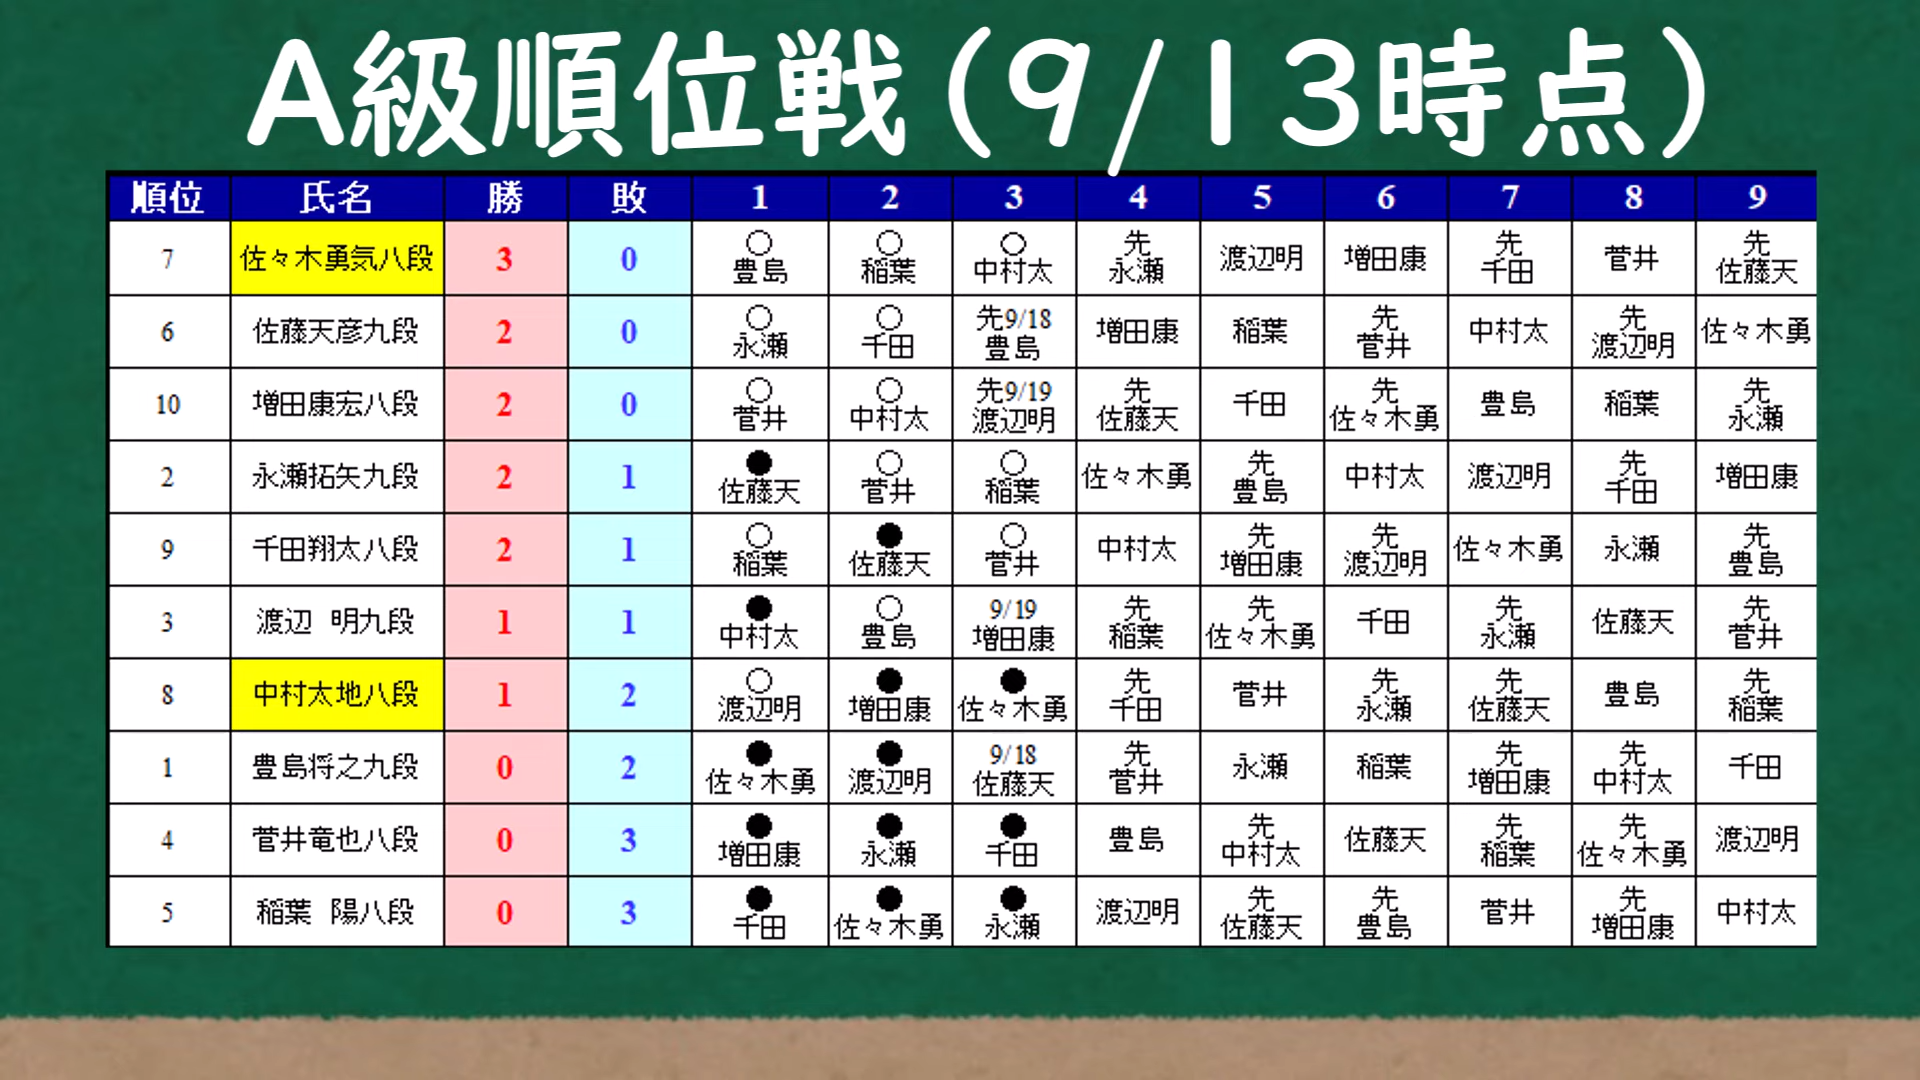 A級順位戦(9/13時点)
順位 氏名 勝 敗 1 2 3 4 5 6 7 8 9
7 佐々木勇気八段 3 0 ○豊島 ○稲葉 ○中村太 先永瀬 渡辺明 増田康 先千田 菅井 先佐藤天
6 佐藤天彦九段 2 0 ○永瀬 ○千田 先9/18豊島 増田康 稲葉 先菅井 中村太 先渡辺明 佐々木勇
10 増田康宏八段 2 0 ○菅井 ○中村太 先9/19渡辺明 先佐藤天 千田 先佐々木勇 豊島 稲葉 先永瀬
2 永瀬拓矢九段 2 1 ●佐藤天 ○菅井 ○稲葉 佐々木勇 先豊島 中村太 渡辺明 先千田 増田康
9 千田翔太八段 2 1 ○稲葉 ●佐藤天 ○菅井 中村太 先増田康 先渡辺明 佐々木勇 永瀬 先豊島
3 渡辺 明九段 1 1 ●中村太 ○豊島 9/19増田康 先稲葉 先佐々木勇 千田 先永瀬 佐藤天 先菅井
8 中村太地八段 1 2 ○渡辺明 ●増田康 ●佐々木勇 先千田 菅井 先永瀬 先佐藤天 豊島 先稲葉
1 豊島将之九段 0 2 ●佐々木勇 ●渡辺明 9/18佐藤天 先菅井 永瀬 稲葉 先増田康 先中村太 千田
4 菅井竜也八段 0 3 ●増田康 ●永瀬 ●千田 豊島 先中村太 佐藤天 先稲葉 先佐々木勇 渡辺明
5 稲葉 陽八段 0 3 ●千田 ●佐々木勇 ●永瀬 渡辺明 先佐藤天 先豊島 菅井 先増田康 中村太